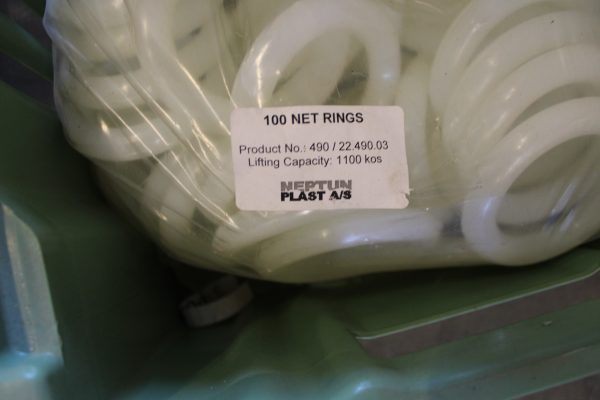 100 NET RINGS
Product No.: 490 / 22.490.03
Lifting Capacity: 1100 kos
NEPTUN
PLAST A/S